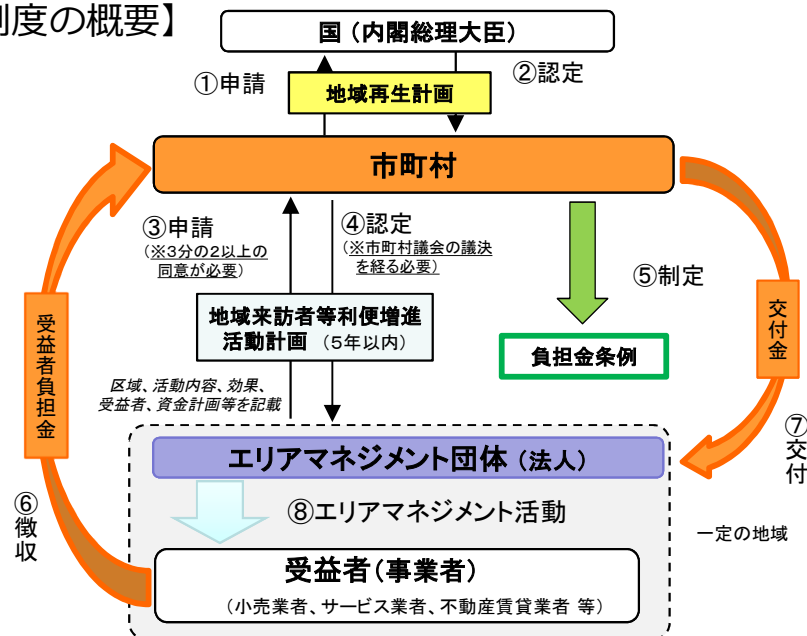 制度の概要】
国(内閣総理大臣)
①申請
②認定
地域再生計画
市町村
③申請
(※3分の2以上の
同意が必要)
④認定
(※市町村議会の議決
を経る必要)
⑤制定
地域来訪者等利便増進
活動計画 (5年以内)
負担金条例
受益者負担金
交付金
区域、活動内容、効果、
受益者、資金計画等を記載
⑦交付
エリアマネジメント団体(法人)
⑧エリアマネジメント活動
⑥徴収
一定の地域
受益者(事業者)
(小売業者、サービス業者、不動産賃貸業者 等)